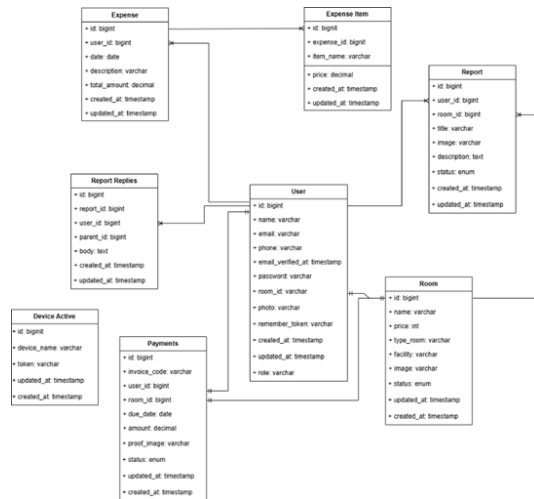 Expense
+ id: bigint
+ user_id: bigint
+ date: date
+ description: varchar
+ total_amount: decimal
+ created_at: timestamp
+ updated_at: timestamp
Expense Item
+ id: bignit
+ expense_id: bignit
+ item_name: varchar
+ price: decimal
+ created_at: timestamp
+ updated_at: timestamp
Report
+ id: bigint
+ user_id: bigint
+ room_id: bigint
+ title: varchar
+ image: varchar
+ description: text
+ status: enum
+ created_at: timestamp
+ updated_at: timestamp
Report Replies
+ id: bigint
+ report_id: bigint
+ user_id: bigint
+ parent_id: bigint
+ body: text
+ created_at: timestamp
+ updated_at: timestamp
User
+ id: bigint
+ name: varchar
+ email: varchar
+ phone: varchar
+ email_verified_at: timestamp
+ password: varchar
+ room_id: varchar
+ photo: varchar
+ remember_token: varchar
+ created_at: timestamp
+ updated_at: timestamp
+ role: varchar
Room
+ id: bigint
+ name: varchar
+ price: int
+ type_room: varchar
+ facility: varchar
+ image: varchar
+ status: enum
+ updated_at: timestamp
+ created_at: timestamp
Device Active
+ id: biginit
+ device_name: varchar
+ token: varchar
+ updated_at: timestamp
+ created_at: timestamp
Payments
+ id: bigint
+ invoice_code: varchar
+ user_id: bigint
+ room_id: bigint
+ due_date: date
+ amount: decimal
+ proof_image: varchar
+ status: enum
+ updated_at: timestamp
+ created_at: timestamp